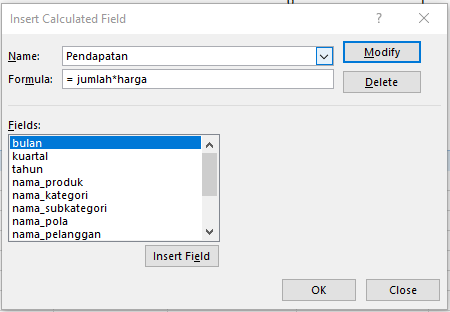 Insert Calculated Field ? ×
Name: Pendapatan Modify
Formula: = jumlah*harga Delete
Fields:
bulan
kuartal
tahun
nama_produk
nama_kategori
nama_subkategori
nama_pola
nama_pelanggan
Insert Field
OK Close